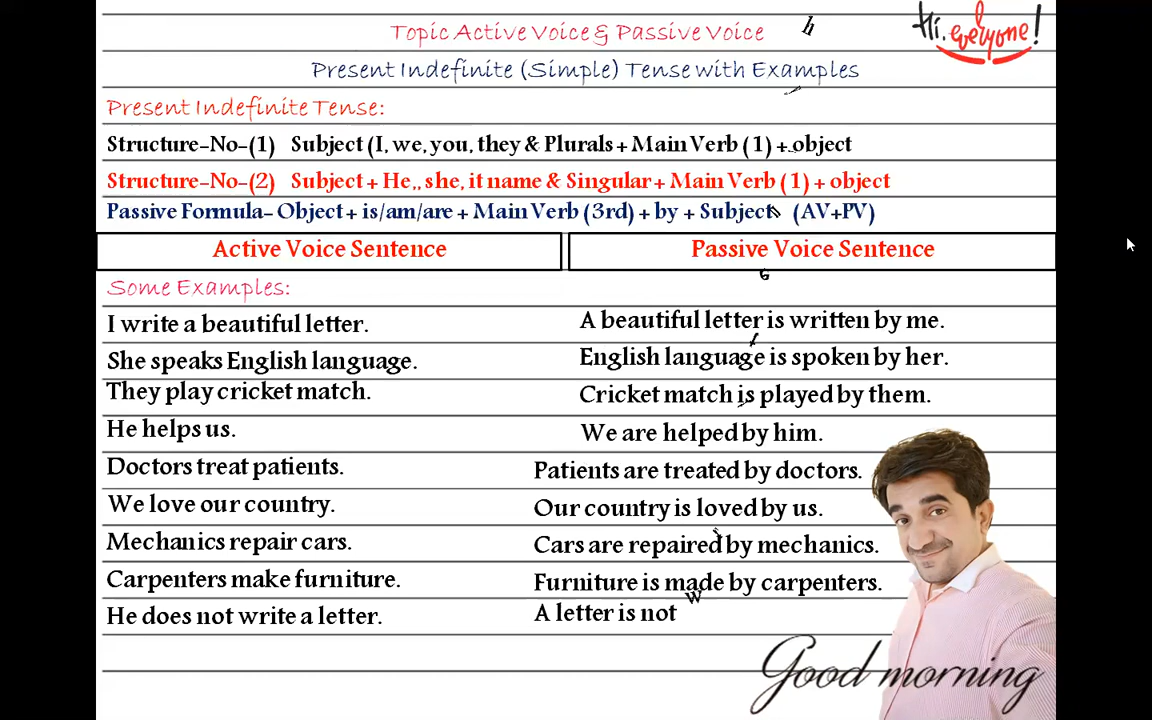 Topic Active Voice & Passive Voice
Hi, everyone!
Present Indefinite (Simple) Tense with Examples
Present Indefinite Tense:
Structure-No-(1) Subject (I, we, you, they & Plurals + Main Verb (1) + object
Structure-No-(2) Subject + He,, she, it name & Singular + Main Verb (1) + object
Passive Formula- Object + is/am/are + Main Verb (3rd) + by + Subject (AV+PV)
Active Voice Sentence Passive Voice Sentence
Some Examples:
I write a beautiful letter. A beautiful letter is written by me.
She speaks English language. English language is spoken by her.
They play cricket match. Cricket match is played by them.
He helps us. We are helped by him.
Doctors treat patients. Patients are treated by doctors.
We love our country. Our country is loved by us.
Mechanics repair cars. Cars are repaired by mechanics.
Carpenters make furniture. Furniture is made by carpenters.
He does not write a letter. A letter is not w
Good morning